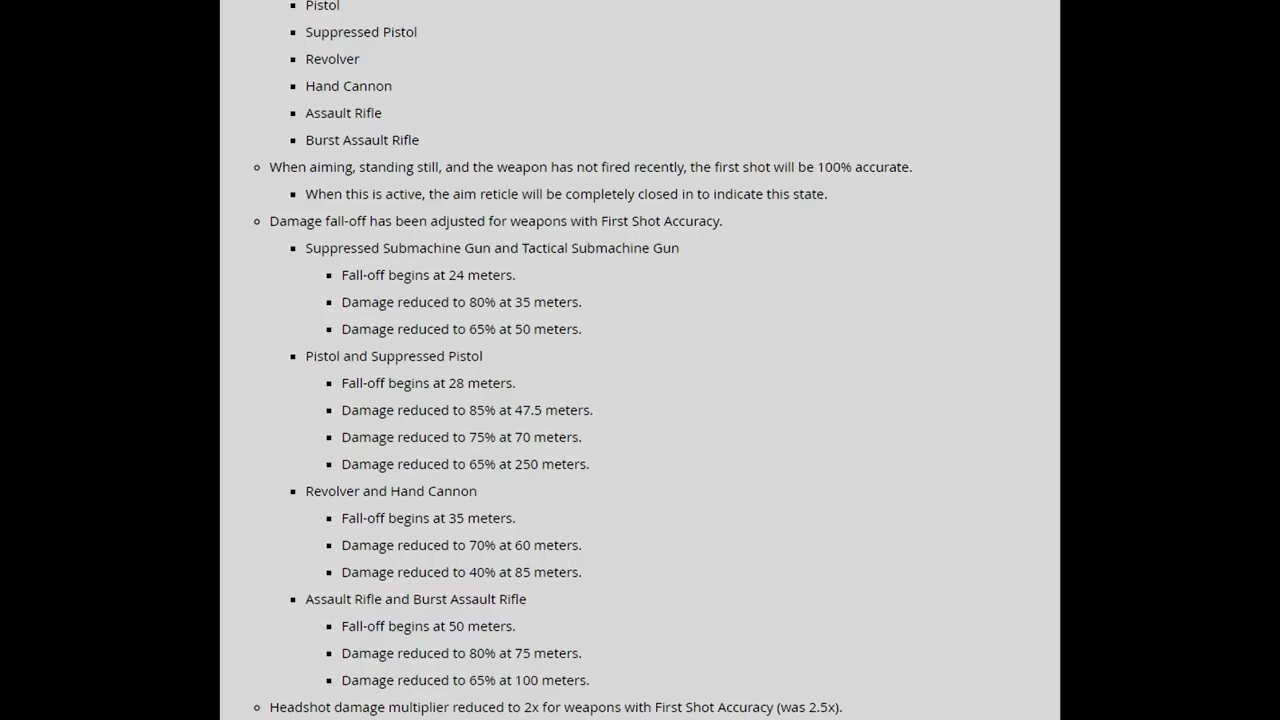 Pistol
Suppressed Pistol
Revolver
Hand Cannon
Assault Rifle
Burst Assault Rifle
When aiming, standing still, and the weapon has not fired recently, the first shot will be 100% accurate.
When this is active, the aim reticle will be completely closed in to indicate this state.
Damage fall-off has been adjusted for weapons with First Shot Accuracy.
Suppressed Submachine Gun and Tactical Submachine Gun
Fall-off begins at 24 meters.
Damage reduced to 80% at 35 meters.
Damage reduced to 65% at 50 meters.
Pistol and Suppressed Pistol
Fall-off begins at 28 meters.
Damage reduced to 85% at 47.5 meters.
Damage reduced to 75% at 70 meters.
Damage reduced to 65% at 250 meters.
Revolver and Hand Cannon
Fall-off begins at 35 meters.
Damage reduced to 70% at 60 meters.
Damage reduced to 40% at 85 meters.
Assault Rifle and Burst Assault Rifle
Fall-off begins at 50 meters.
Damage reduced to 80% at 75 meters.
Damage reduced to 65% at 100 meters.
Headshot damage multiplier reduced to 2x for weapons with First Shot Accuracy (was 2.5x).